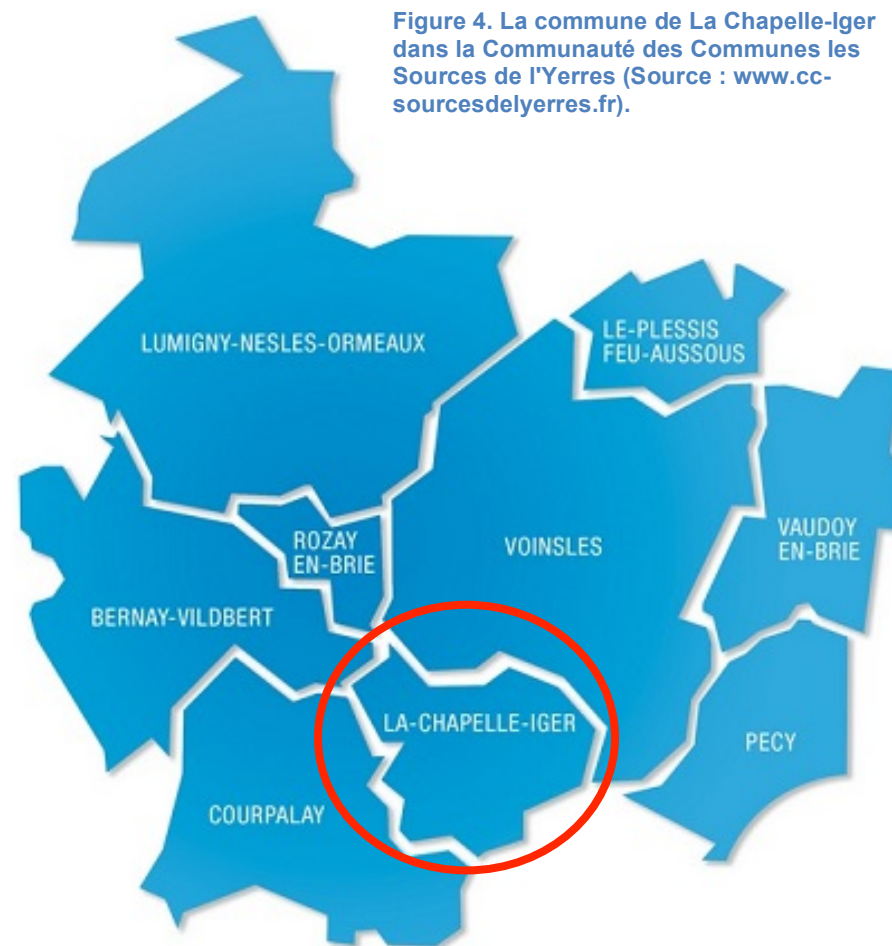 Figure 4. La commune de La Chapelle-Iger
dans la Communauté des Communes les
Sources de l'Yerres (Source : www.cc-
sourcesdelyerres.fr).
LE-PLESSIS
FEU-AUSSOUS
LUMIGNY-NESLES-ORMEAUX
ROZAY
EN-BRIE
VOINSLES
VAUDOY
EN-BRIE
BERNAY-VILDBERT
LA-CHAPELLE-IGER
PECY
COURPALAY